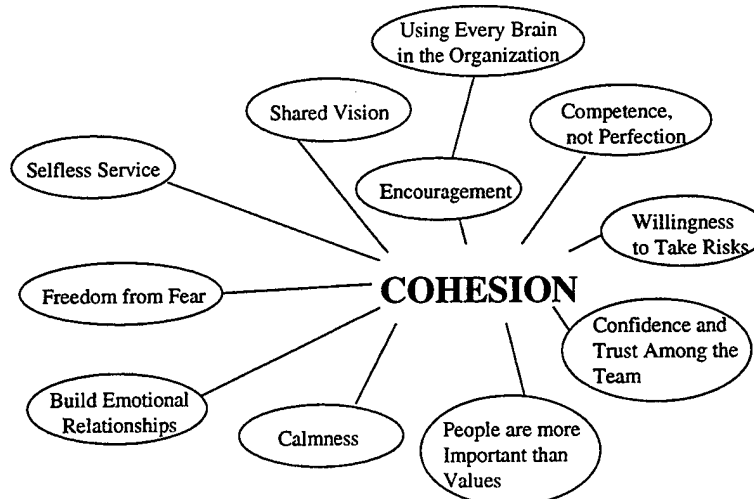 Using Every Brain
in the Organization
Shared Vision
Competence,
not Perfection
Selfless Service
Encouragement
Willingness
to Take Risks
Freedom from Fear
COHESION
Confidence and
Trust Among the
Team
Build Emotional
Relationships
Calmness
People are more
Important than
Values